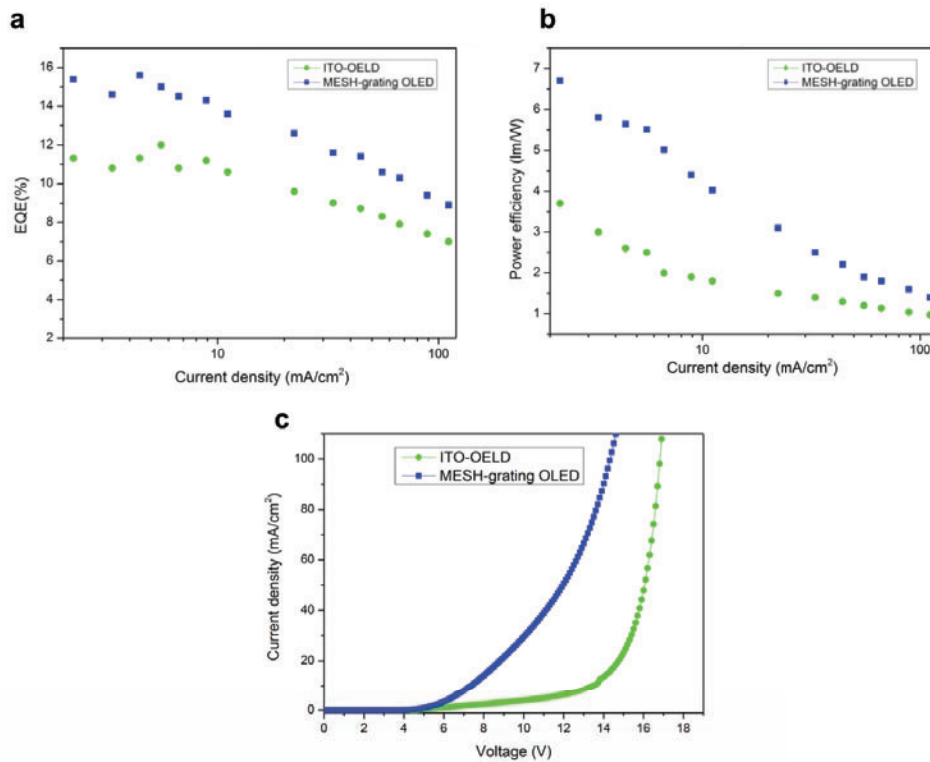 a
16
14
12
10
8
6
4
2
EQE(%)
10
100
Current density (mA/cm²)
ITO-OELD
MESH-grating OLED
b
7
6
5
4
3
2
1
Power efficiency (lm/W)
10
100
Current density (mA/cm²)
ITO-OELD
MESH-grating OLED
c
100
80
60
40
20
0
Current density (mA/cm²)
0 2 4 6 8 10 12 14 16 18
Voltage (V)
ITO-OELD
MESH-grating OLED